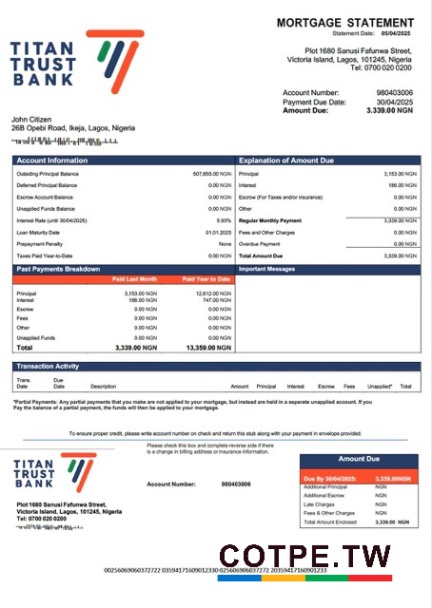 TITAN
TRUST
BANK
MORTGAGE STATEMENT
Statement Date: 05/04/2025
Plot 1680 Sanusi Fafunwa Street,
Victoria Island, Lagos, 101245, Nigeria
Tel: 0700 020 0200
Account Number: 980403006
Payment Due Date: 30/04/2025
Amount Due: 3.339.00 NGN
John Citizen
26B Opebi Road, Ikeja, Lagos, Nigeria
Account Information
Outsding Principal Balance 507,855.00 NGN
Deferred Principal Balance 0.00 NGN
Escrow Account Balance 0.00 NGN
Unapplied Funds Balance 0.00 NGN
Interest Rate (until 30/04/2025)
Loan Maturity Date 01.01.2025
Prepayment Penalty None
Taxes Paid Year-to-Date 0.00 NGN
Explanation of Amount Due
Principal 3,153.00 NGN
Interest 186.00 NGN
Escrow (For Taxes and/or Insurance) 0.00 NGN
Other 0.00 NGN
Regular Monthly Payment 3,339.00 NGN
Fees and Other Charges 0.00 NGN
Overdue Payment 0.00 NGN
Total Amount Due 3,339.00 NGN
Past Payments Breakdown
Paid Last Month Paid Year to Date
Principal 3,153.00 NGN 12,612.00 NGN
Interest 186.00 NGN 747.00 NGN
Escrow 0.00 NGN 0.00 NGN
Fees 0.00 NGN 0.00 NGN
Other 0.00 NGN 0.00 NGN
Unapplied Funds 0.00 NGN 0.00 NGN
Total 3,339.00 NGN 13,359.00 NGN
Important Messages
Transaction Activity
Trans. Date Due Date Description Amount Principal Interest Escrow Fees Unapplied* Total
*Partial Payments: Any partial payments that you make are not applied to your mortgage, but instead are held in a separate unapplied account. If you
Pay the balance of a partial payment, the funds will then be applied to your mortgage.
To ensure proper credit, please write account number on check and return this stub along with payment in envelope provided.
TITAN
TRUST
BANK
Please check this box and complete reverse side if there
is a change in billing address or insurance information.
Account Number: 980403006
Plot 1680 Sanusi Fafunwa Street,
Victoria Island, Lagos, 101245, Nigeria
Tel: 0700 020 0200
Amount Due
Due By 30/04/2025: 3,339.00NGN
Additional Principal NGN
Additional Escrow NGN
Late Charges NGN
Fees & Other Charges NGN
Total Amount Enclosed 3,339.00 NGN
COTPE.TW